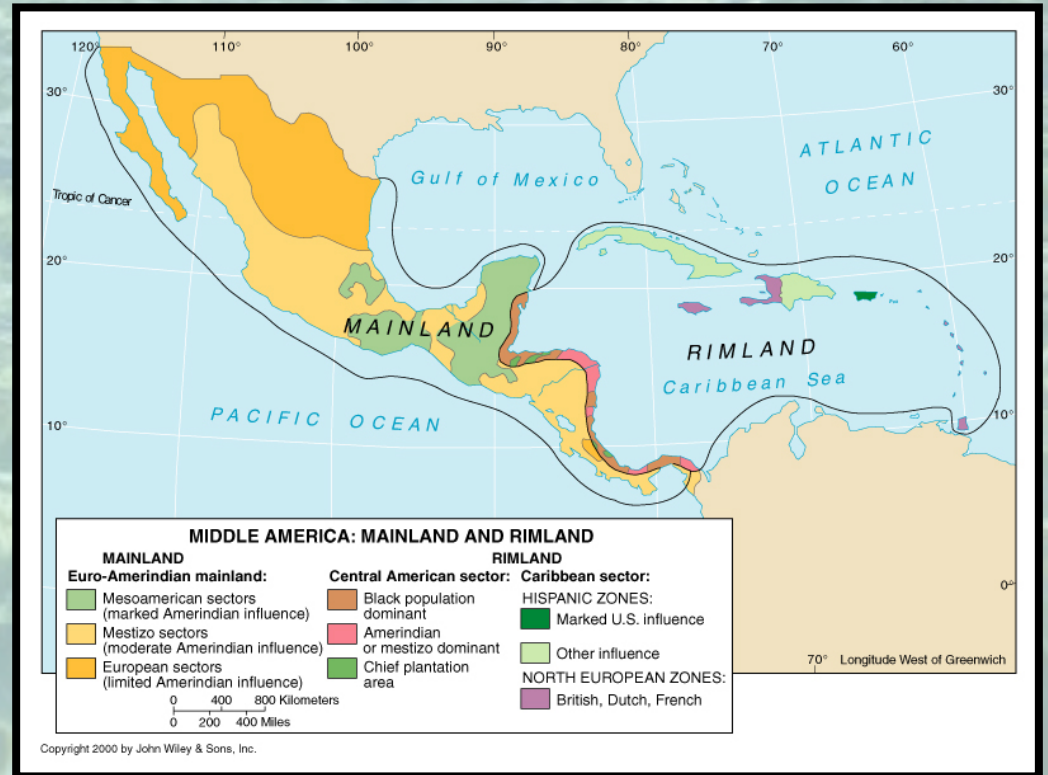 120° 110° 100° 90° 80° 70° 60°
30° 30°
ATLANTIC
OCEAN
Gulf of Mexico
Tropic of Cancer
20° 20°
MAINLAND
RIMLAND
Caribbean Sea
PACIFIC OCEAN
10° 10°
MIDDLE AMERICA: MAINLAND AND RIMLAND
MAINLAND RIMLAND
Euro-Amerindian mainland: Central American sector: Caribbean sector:
Mesoamerican sectors
(marked Amerindian influence)
Mestizo sectors
(moderate Amerindian influence)
European sectors
(limited Amerindian influence)
0 400 800 Kilometers
0 200 400 Miles
Black population
dominant
Amerindian
or mestizo dominant
Chief plantation
area
HISPANIC ZONES:
Marked U.S. influence
Other influence
NORTH EUROPEAN ZONES:
British, Dutch, French
0°
70° Longitude West of Greenwich
Copyright 2000 by John Wiley & Sons, Inc.